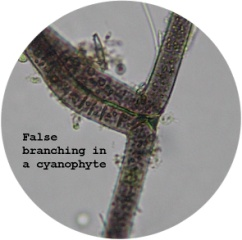 False
branching in
a cyanophyte